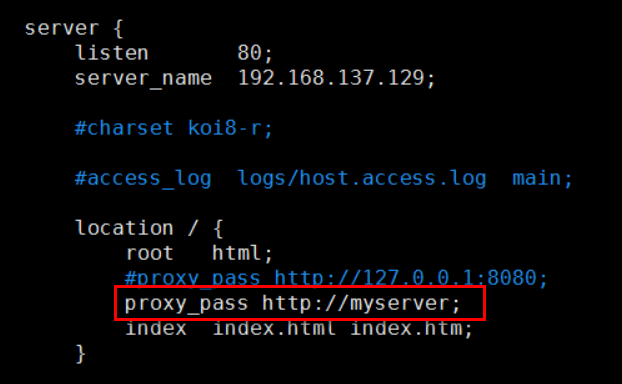 server {
    listen       80;
    server_name  192.168.137.129;
    #charset koi8-r;
    #access_log  logs/host.access.log  main;
    location / {
        root   html;
        #proxy_pass http://127.0.0.1:8080;
        proxy_pass http://myserver;
        index  index.html index.htm;
    }